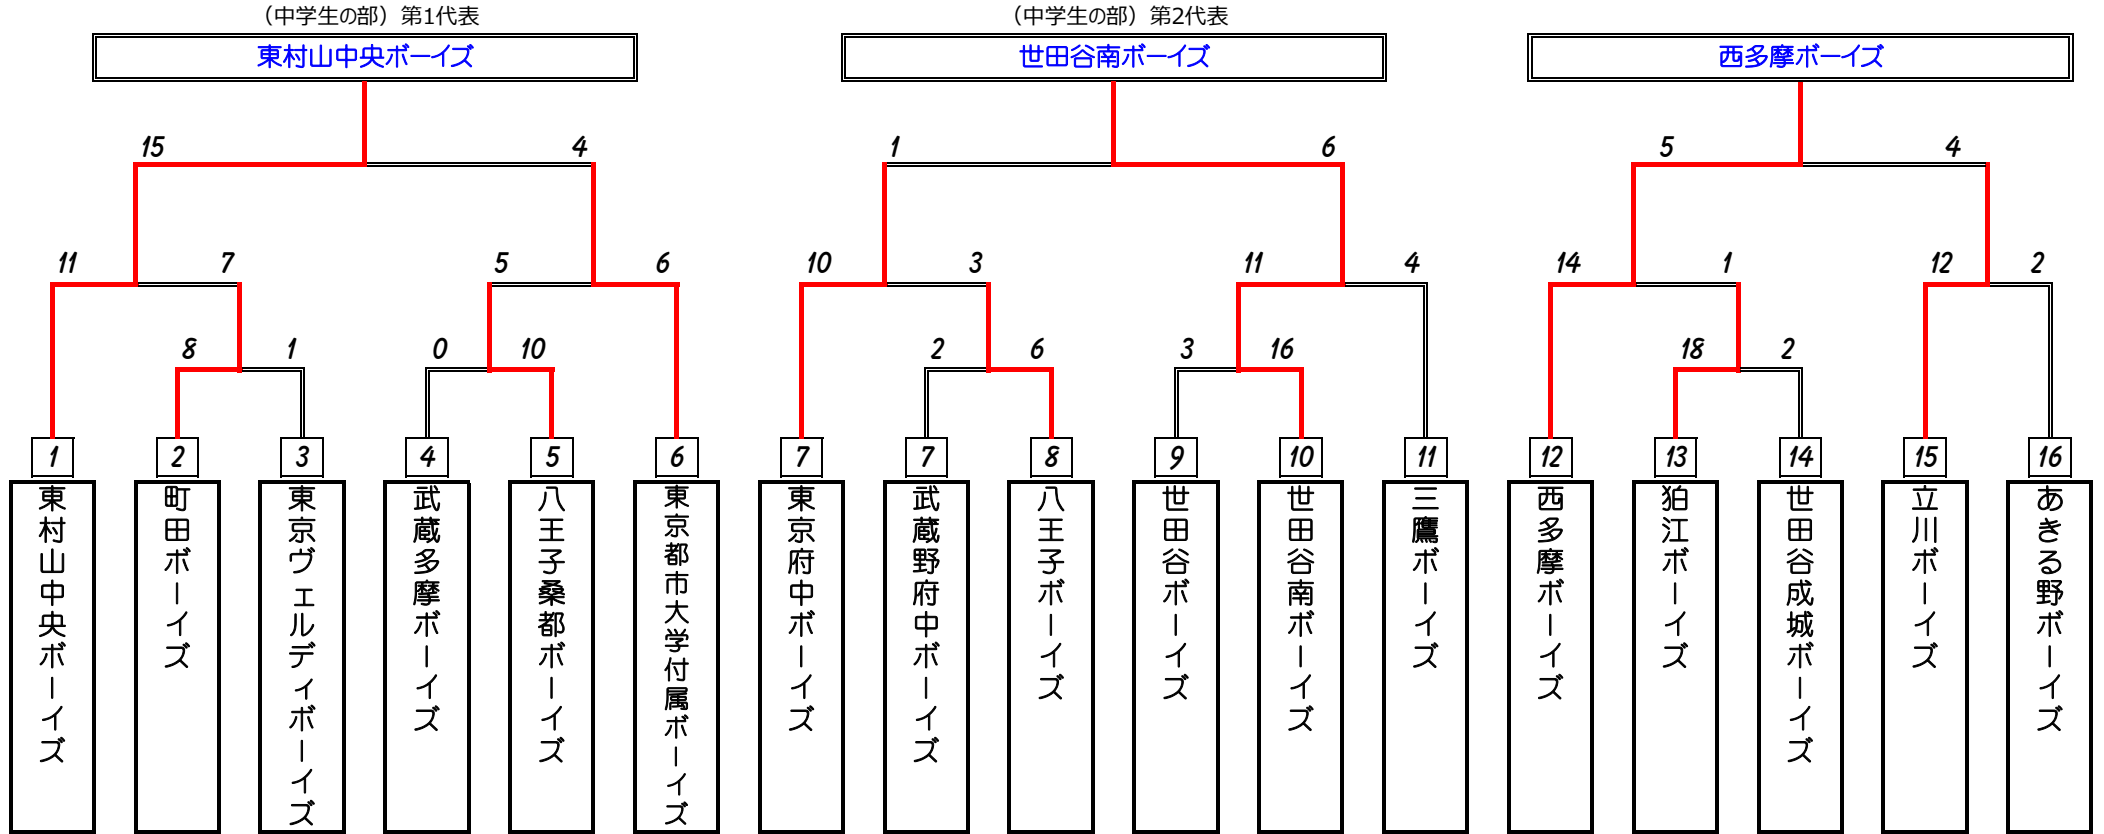 （中学生の部）第1代表
（中学生の部）第2代表
東村山中央ボーイズ
世田谷南ボーイズ
西多摩ボーイズ
15 4 1 6 5 4
11 7 5 6 10 3 11 4 14 1 12 2
8 1 0 10 2 6 3 16 18 2
1 2 3 4 5 6 7 7 8 9 10 11 12 13 14 15 16
東村山中央ボーイズ
町田ボーイズ
東京ヴェルディボーイズ
武蔵多摩ボーイズ
八王子桑都ボーイズ
東京都市大学付属ボーイズ
東京府中ボーイズ
武蔵野府中ボーイズ
八王子ボーイズ
世田谷ボーイズ
世田谷南ボーイズ
三鷹ボーイズ
西多摩ボーイズ
狛江ボーイズ
世田谷成城ボーイズ
立川ボーイズ
あきる野ボーイズ